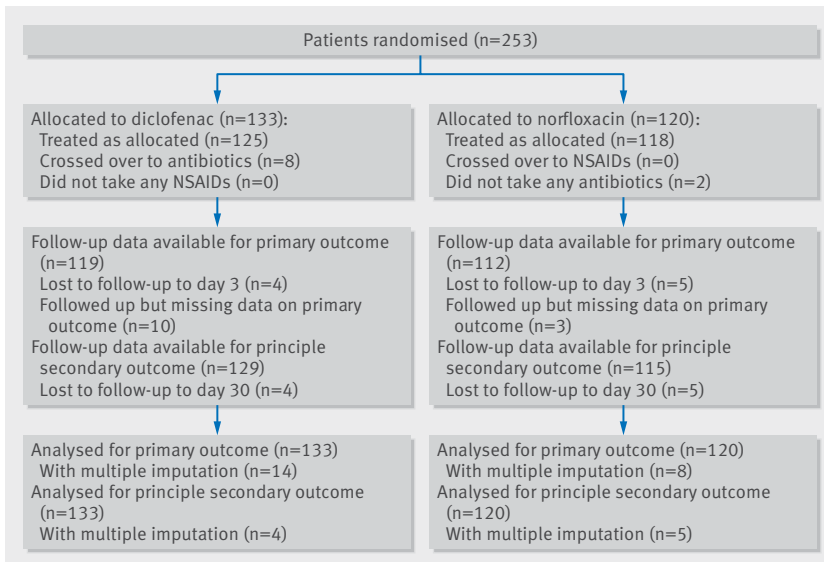 Patients randomised (n=253)
Allocated to diclofenac (n=133):
Treated as allocated (n=125)
Crossed over to antibiotics (n=8)
Did not take any NSAIDs (n=0)
Allocated to norfloxacin (n=120):
Treated as allocated (n=118)
Crossed over to NSAIDs (n=0)
Did not take any antibiotics (n=2)
Follow-up data available for primary outcome
(n=119)
Lost to follow-up to day 3 (n=4)
Followed up but missing data on primary
outcome (n=10)
Follow-up data available for principle
secondary outcome (n=129)
Lost to follow-up to day 30 (n=4)
Follow-up data available for primary outcome
(n=112)
Lost to follow-up to day 3 (n=5)
Followed up but missing data on primary
outcome (n=3)
Follow-up data available for principle
secondary outcome (n=115)
Lost to follow-up to day 30 (n=5)
Analysed for primary outcome (n=133)
With multiple imputation (n=14)
Analysed for principle secondary outcome
(n=133)
With multiple imputation (n=4)
Analysed for primary outcome (n=120)
With multiple imputation (n=8)
Analysed for principle secondary outcome
(n=120)
With multiple imputation (n=5)